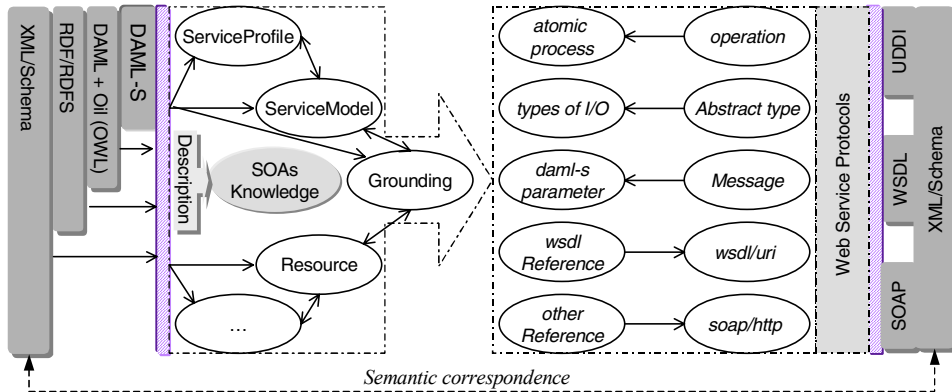 XML/Schema
RDF/RDFS
DAML + Oil (OWL)
DAML-S
ServiceProfile
ServiceModel
Description
SOAs
Knowledge
Grounding
Resource
...
atomic
process
operation
types of I/O
Abstract type
daml-s
parameter
Message
wsdl
Reference
wsdl/uri
other
Reference
soap/http
Web Service Protocols
UDDI
WSDL
SOAP
XML/Schema
Semantic correspondence